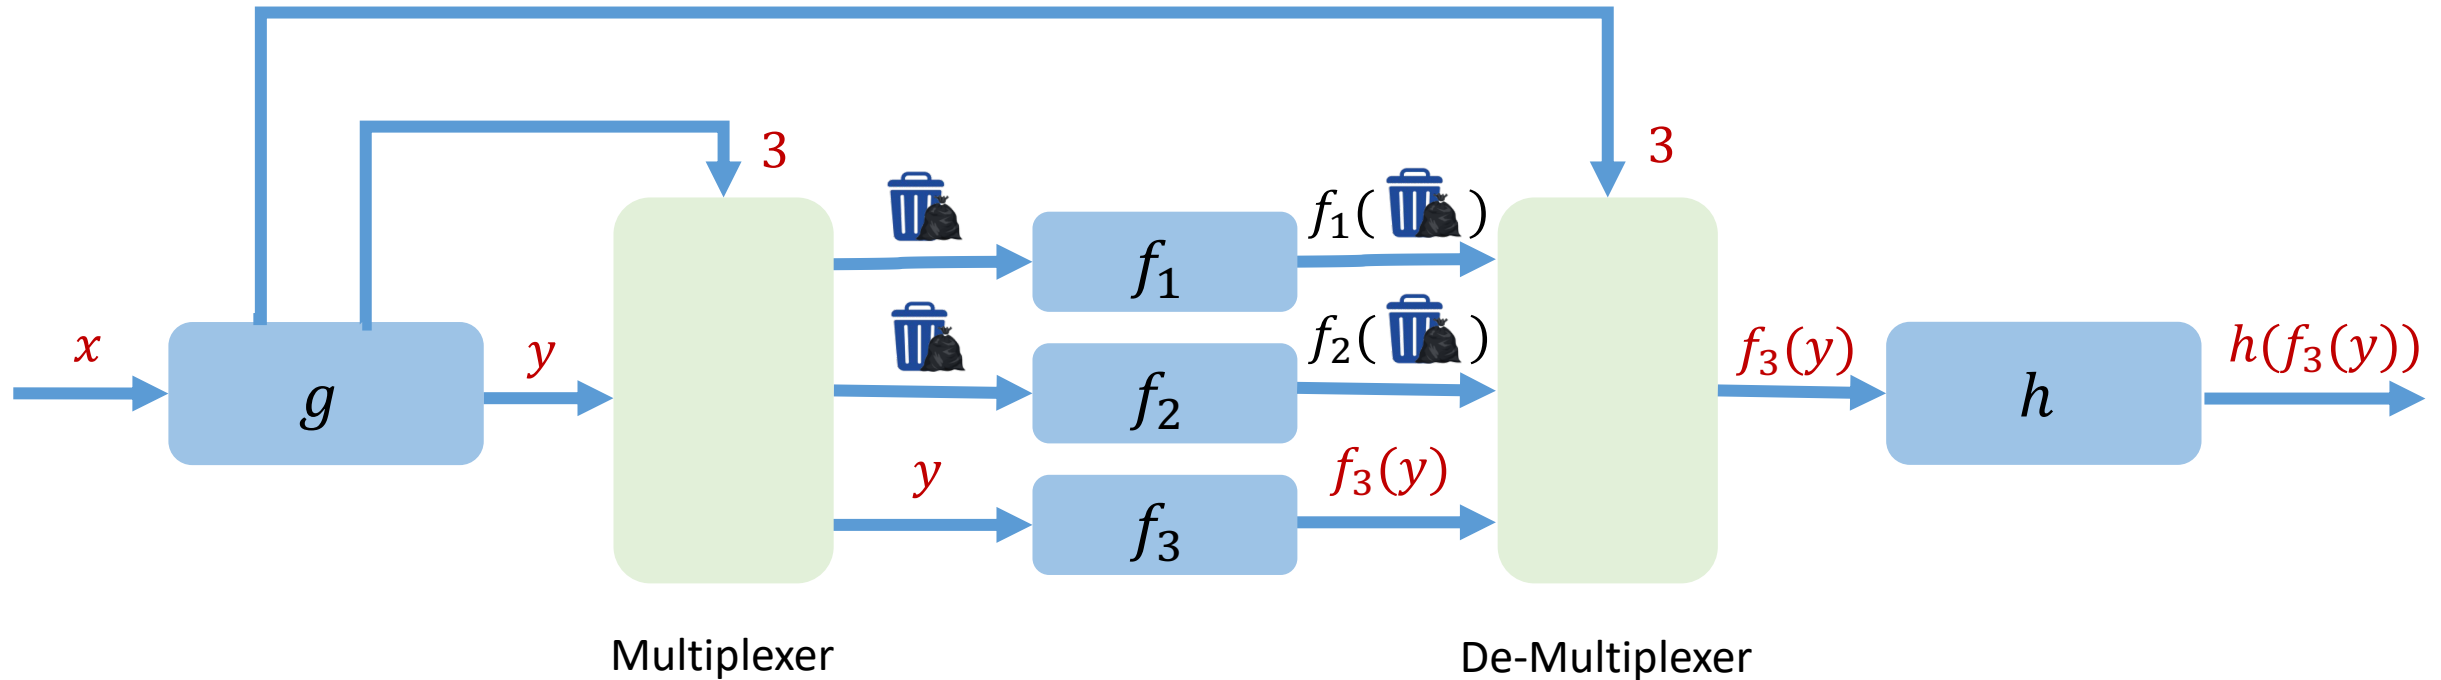 3
3
f₁( )
x
g
y
f₁
f₂( )
f₂
f₃(y)
h
h(f₃(y))
y
f₃
f₃(y)
Multiplexer
De-Multiplexer